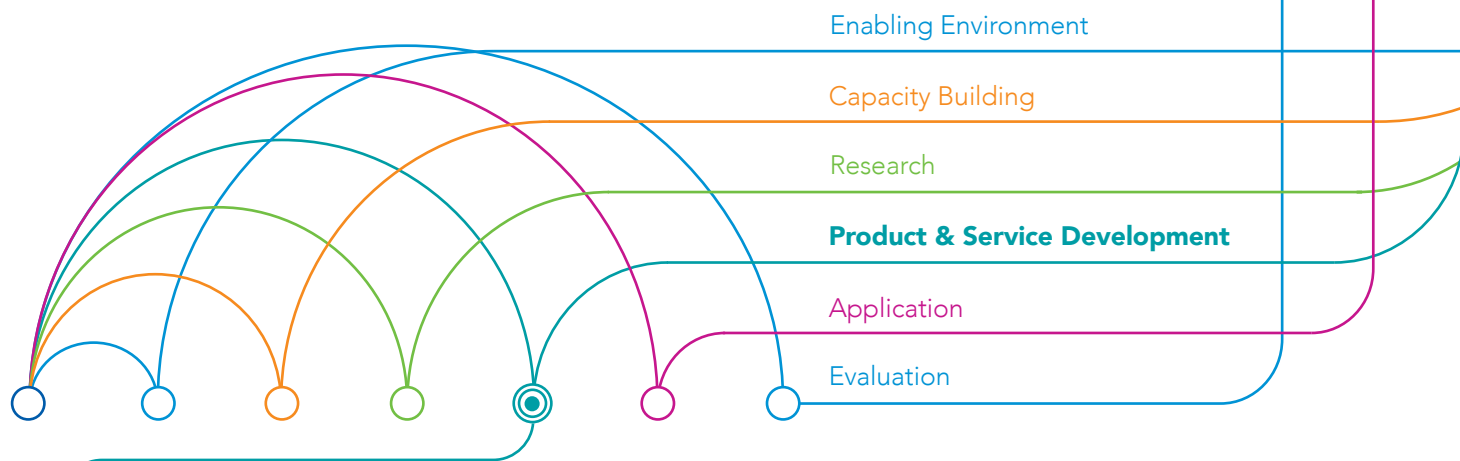 Enabling Environment
Capacity Building
Research
Product & Service Development
Application
Evaluation